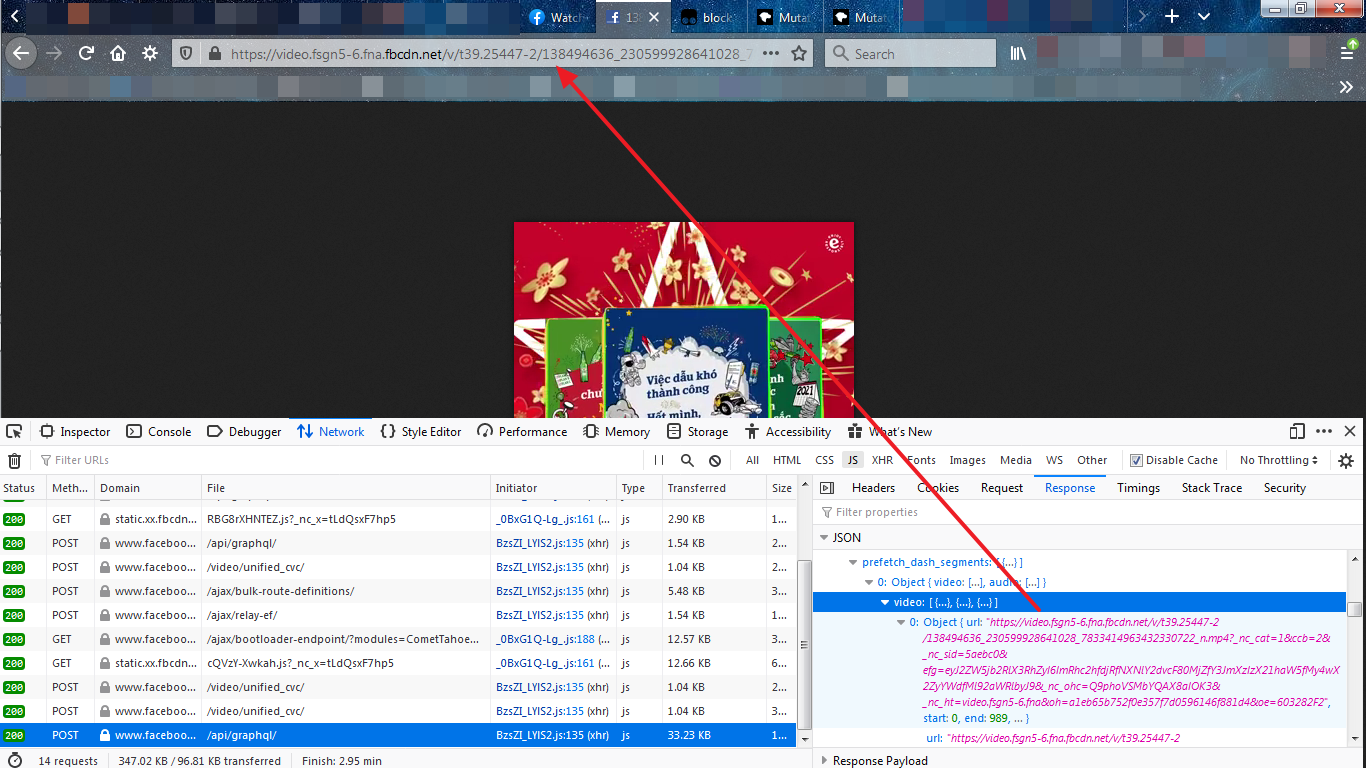 Watch
13
block
Mutat
Mutat
https://video.fsgn5-6.fna.fbcdn.net/v/t39.25447-2/138494636_230599928641028_7
Search
e
Việc dẫu khó
thành công
Hết mình,
2021
Inspector Console Debugger Network Style Editor Performance Memory Storage Accessibility What's New
Filter URLs
All HTML CSS JS XHR Fonts Images Media WS Other Disable Cache No Throttling
Status Meth... Domain File Initiator Type Transferred Size
200 GET static.xx.fbcdn... RBG8rXHNTEZ.js?_nc_x=tLdQsxF7hp5 _0BxG1Q-Lg_.js:161 (... js 2.90 KB 1...
200 POST www.faceboo... /api/graphql/ BzsZI_LYIS2.js:135 (xhr) js 1.54 KB 2...
200 POST www.faceboo... /video/unified_cvc/ BzsZI_LYIS2.js:135 (xhr) js 1.04 KB 2...
200 POST www.faceboo... /ajax/bulk-route-definitions/ BzsZI_LYIS2.js:135 (xhr) js 5.48 KB 3...
200 POST www.faceboo... /ajax/relay-ef/ BzsZI_LYIS2.js:135 (xhr) js 1.54 KB 1...
200 GET www.faceboo... /ajax/bootloader-endpoint/?modules=CometTahoe... _0BxG1Q-Lg_.js:188 (... js 12.57 KB 3...
200 GET static.xx.fbcdn... cQVzY-Xwkah.js?_nc_x=tLdQsxF7hp5 _0BxG1Q-Lg_.js:161 (... js 12.66 KB 6...
200 POST www.faceboo... /video/unified_cvc/ BzsZI_LYIS2.js:135 (xhr) js 1.04 KB 2...
200 POST www.faceboo... /video/unified_cvc/ BzsZI_LYIS2.js:135 (xhr) js 1.04 KB 3...
200 POST www.faceboo... /api/graphql/ BzsZI_LYIS2.js:135 (xhr) js 33.23 KB 1...
14 requests 347.02 KB / 96.81 KB transferred Finish: 2.95 min
Headers Cookies Request Response Timings Stack Trace Security
Filter properties
JSON
prefetch_dash_segments: [ {...} ]
0: Object { video: [...], audio: [...] }
video: [ {...}, {...}, {...} ]
0: Object { url: "https://video.fsgn5-6.fna.fbcdn.net/v/t39.25447-2
/138494636_230599928641028_7833414963432330722_n.mp4?_nc_cat=1&ccb=2&
_nc_sid=5aebc0&
efg=eyJ2ZW5jb2RlX3RhZyI6ImRhc2hfdjRfNXNlY2dvcF80MjZfY3JmXzIzX21haW5fMy4wX
2ZyYWdfMl92aWRlbyJ9&_nc_ohc=Q9phoVSMbYQAX8aIOK3&
_nc_ht=video.fsgn5-6.fna&oh=a1eb65b752f0e357f7d0596146f881d4&oe=603282F2",
start: 0, end: 989, ... }
url: "https://video.fsgn5-6.fna.fbcdn.net/v/t39.25447-2
Response Payload